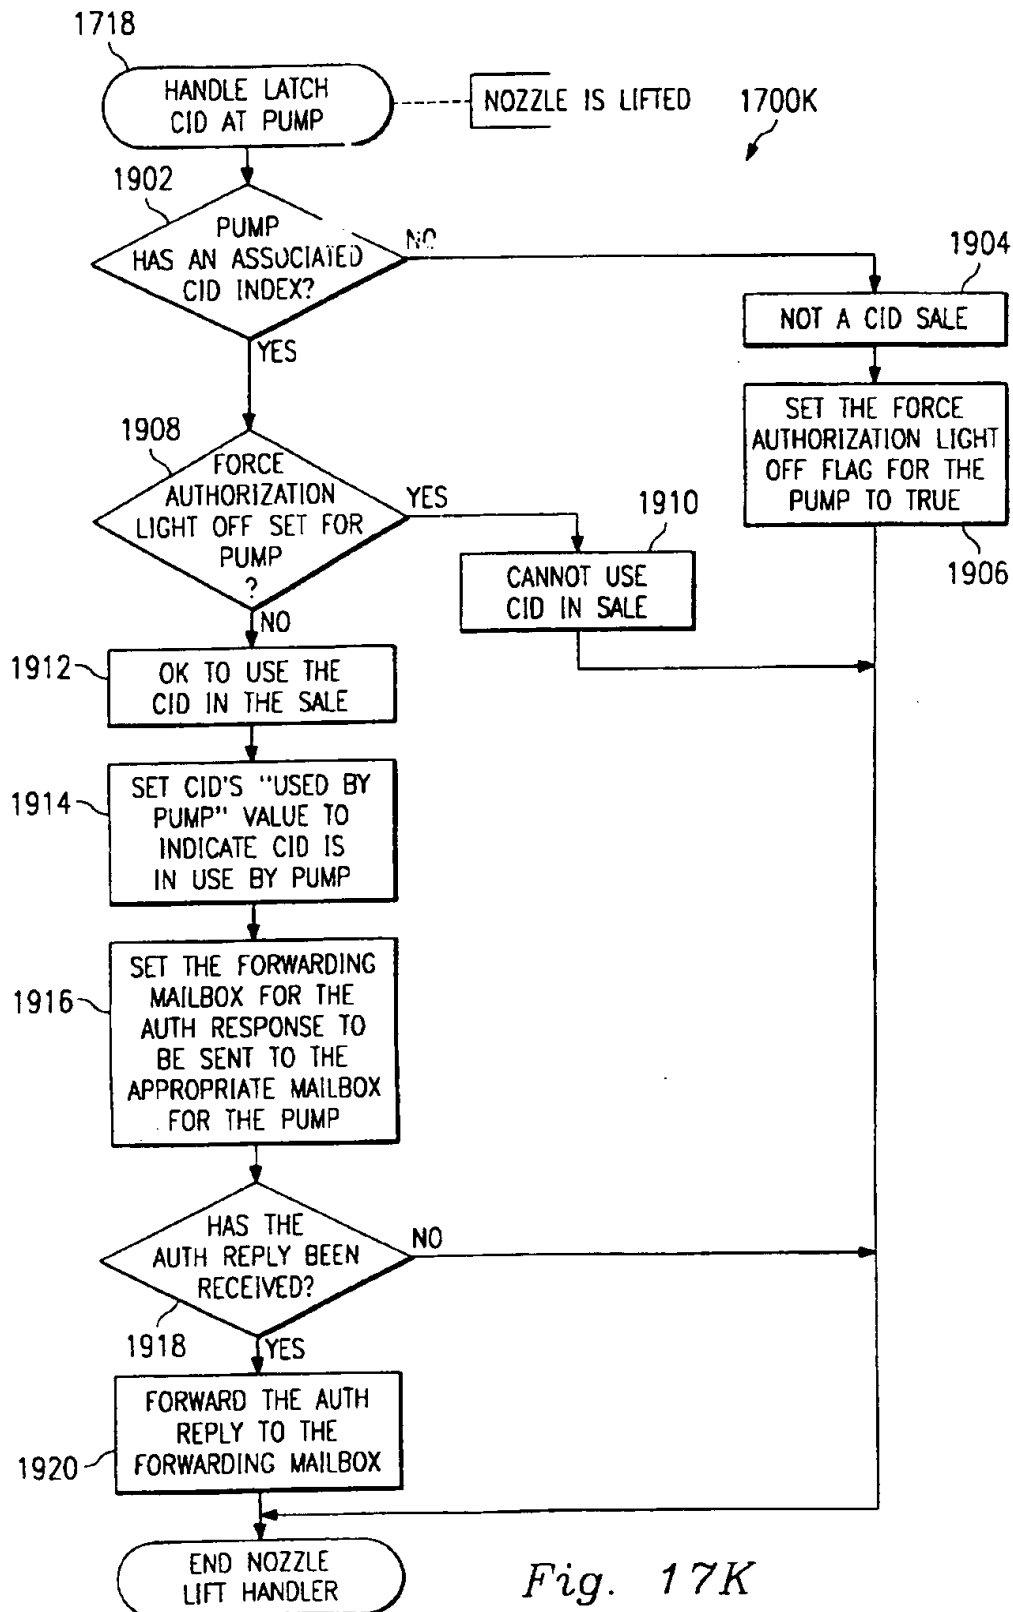 1718
HANDLE LATCH
CID AT PUMP
NOZZLE IS LIFTED
1700K
1902
PUMP
HAS AN ASSOCIATED
CID INDEX?
NO
YES
1904
NOT A CID SALE
SET THE FORCE
AUTHORIZATION LIGHT
OFF FLAG FOR THE
PUMP TO TRUE
1906
1908
FORCE
AUTHORIZATION
LIGHT OFF SET FOR
PUMP
?
YES
NO
1910
CANNOT USE
CID IN SALE
1912
OK TO USE THE
CID IN THE SALE
1914
SET CID'S "USED BY
PUMP" VALUE TO
INDICATE CID IS
IN USE BY PUMP
1916
SET THE FORWARDING
MAILBOX FOR THE
AUTH RESPONSE TO
BE SENT TO THE
APPROPRIATE MAILBOX
FOR THE PUMP
HAS THE
AUTH REPLY BEEN
RECEIVED?
NO
1918
YES
FORWARD THE AUTH
REPLY TO THE
FORWARDING MAILBOX
1920
END NOZZLE
LIFT HANDLER
Fig. 17K